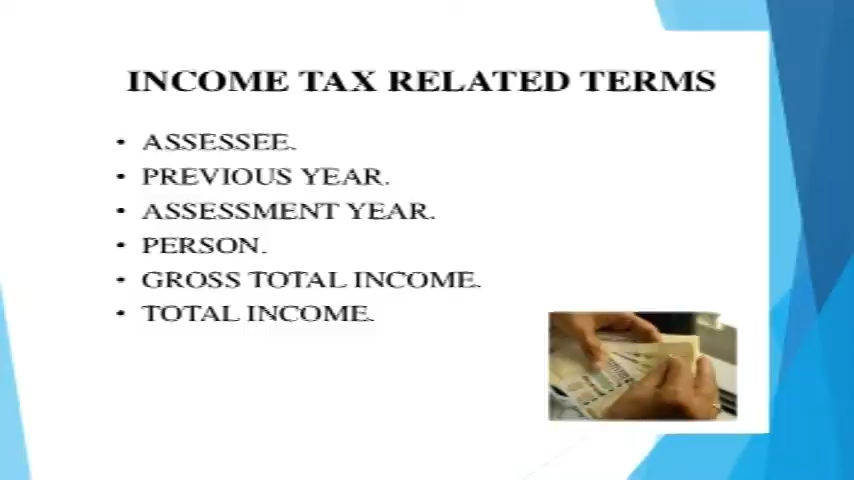 INCOME TAX RELATED TERMS
• ASSESSEE.
• PREVIOUS YEAR.
• ASSESSMENT YEAR.
• PERSON.
• GROSS TOTAL INCOME.
• TOTAL INCOME.